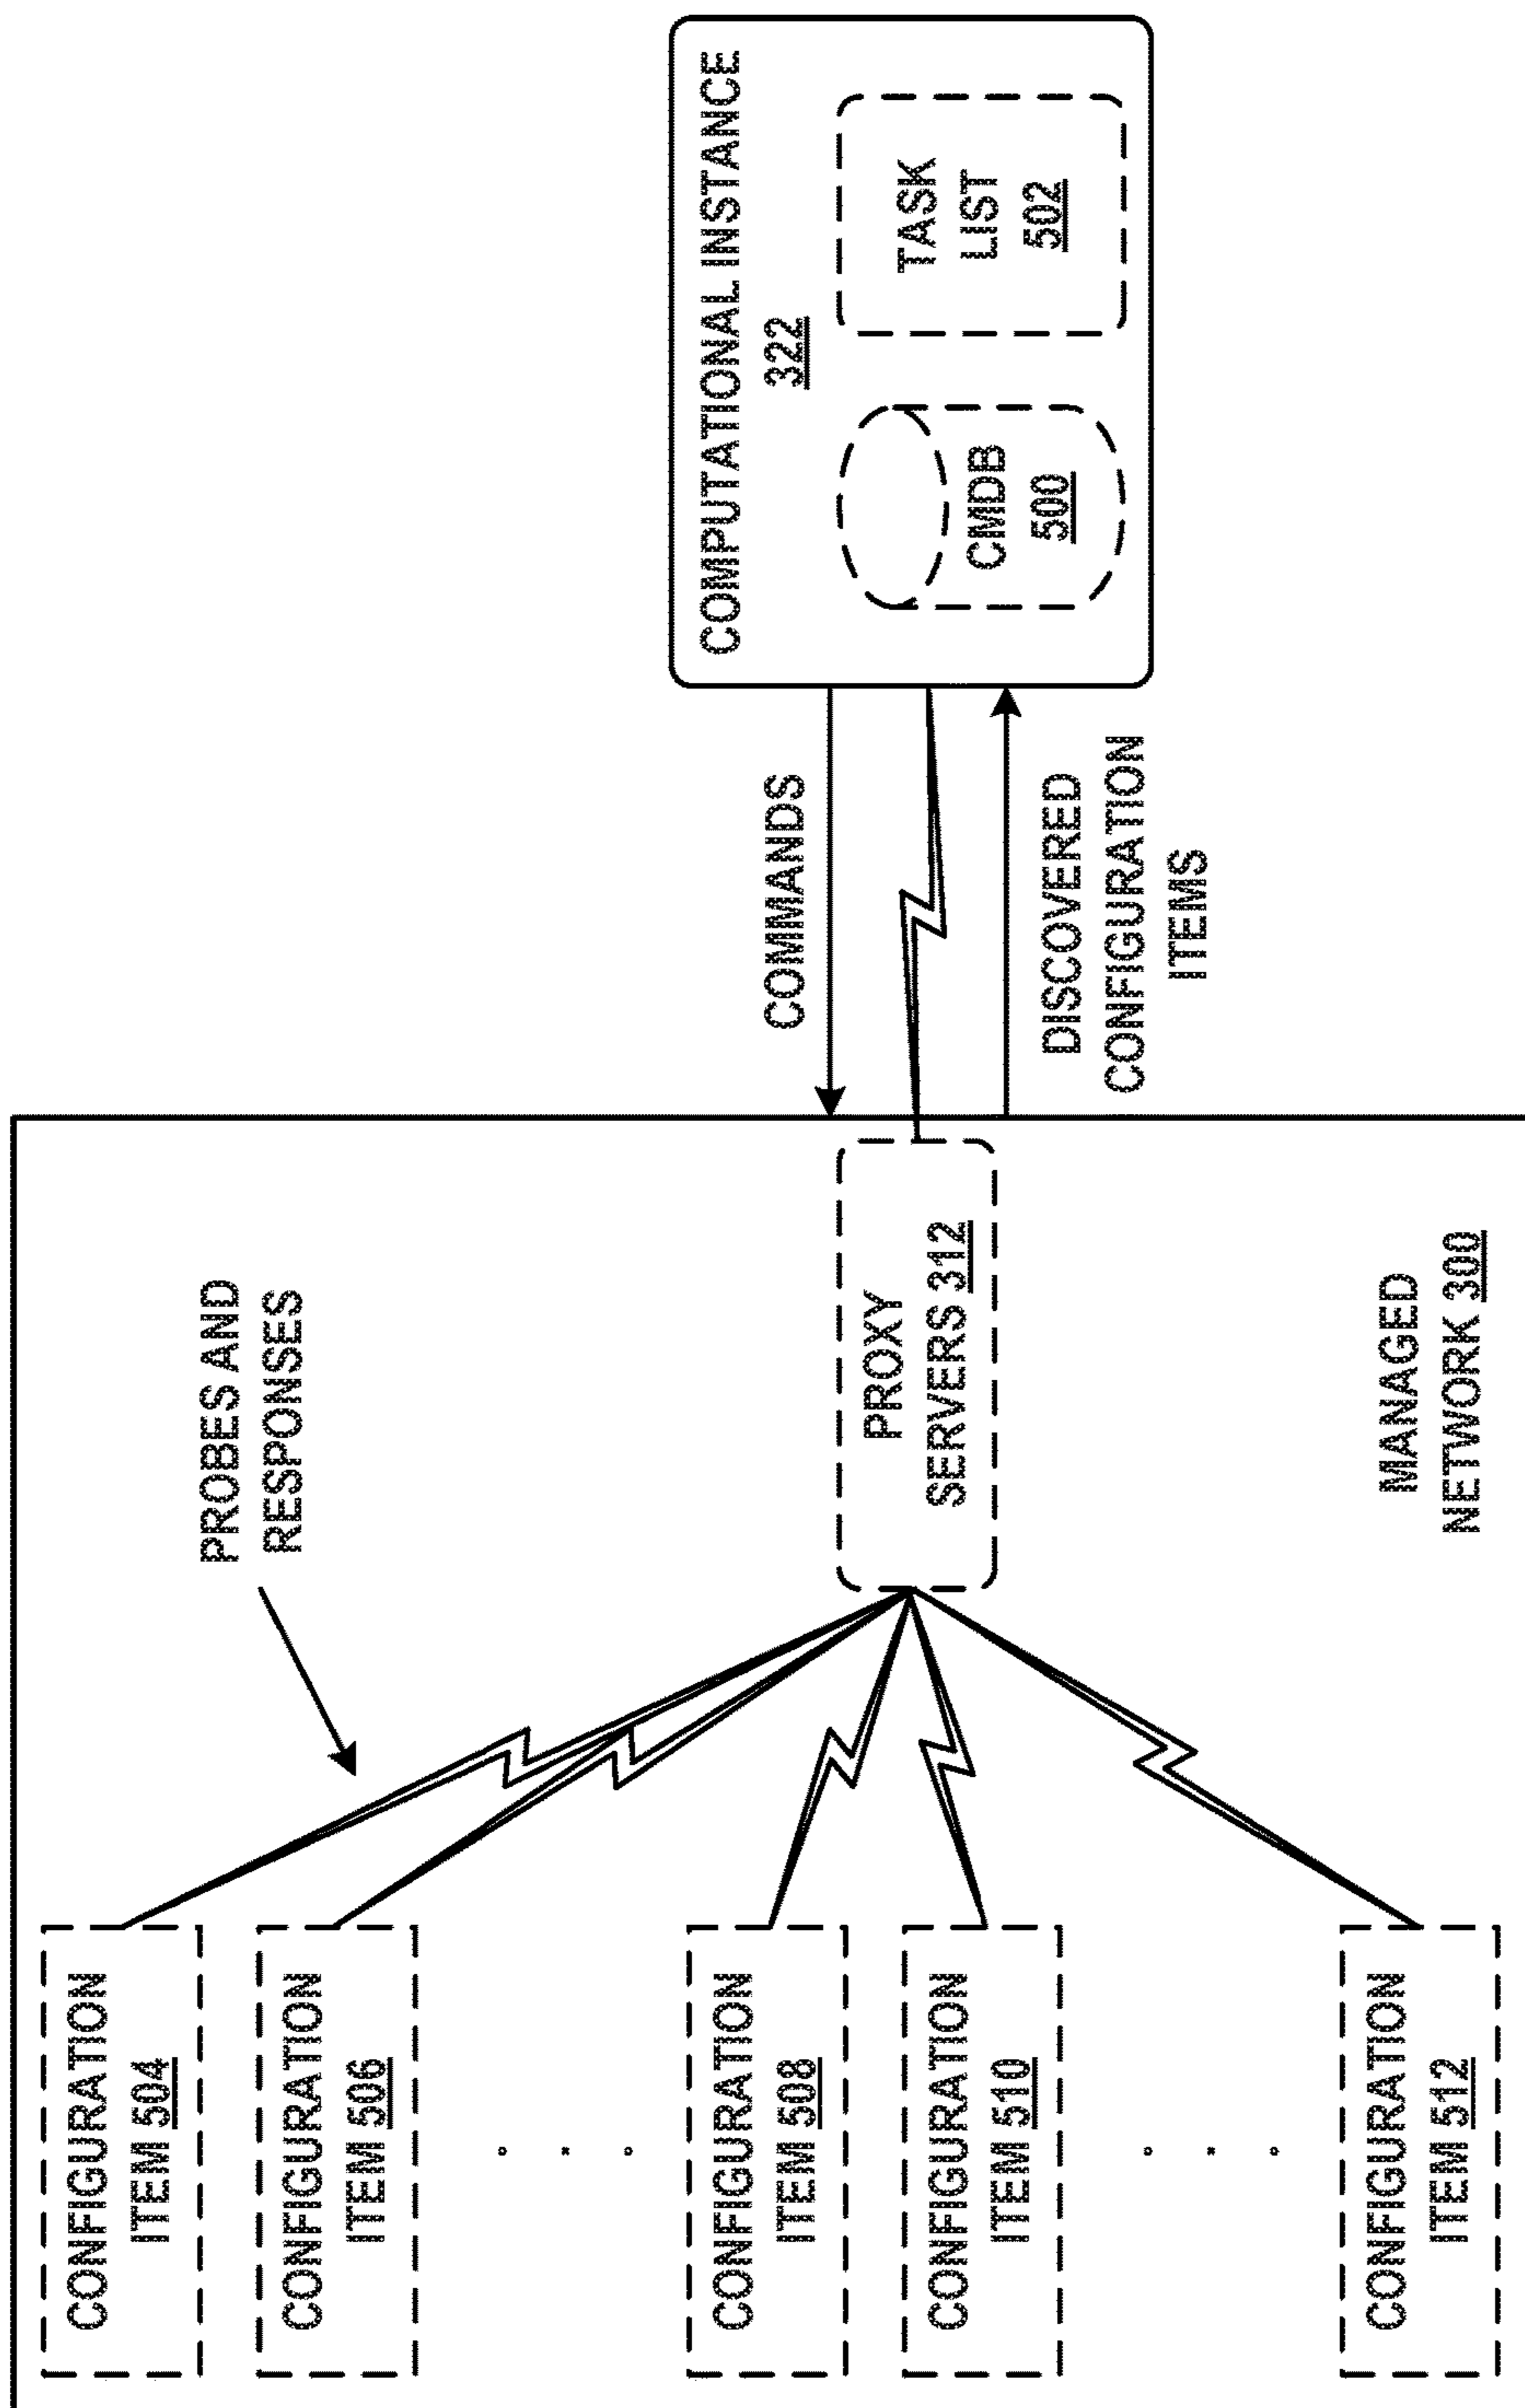 COMPUTATIONAL INSTANCE
322
CMDB
500
TASK
LIST
502
COMMANDS
DISCOVERED
CONFIGURATION
ITEMS
PROBES AND
RESPONSES
PROXY
SERVERS 312
MANAGED
NETWORK 300
CONFIGURATION
ITEM 504
CONFIGURATION
ITEM 506
CONFIGURATION
ITEM 508
CONFIGURATION
ITEM 510
CONFIGURATION
ITEM 512